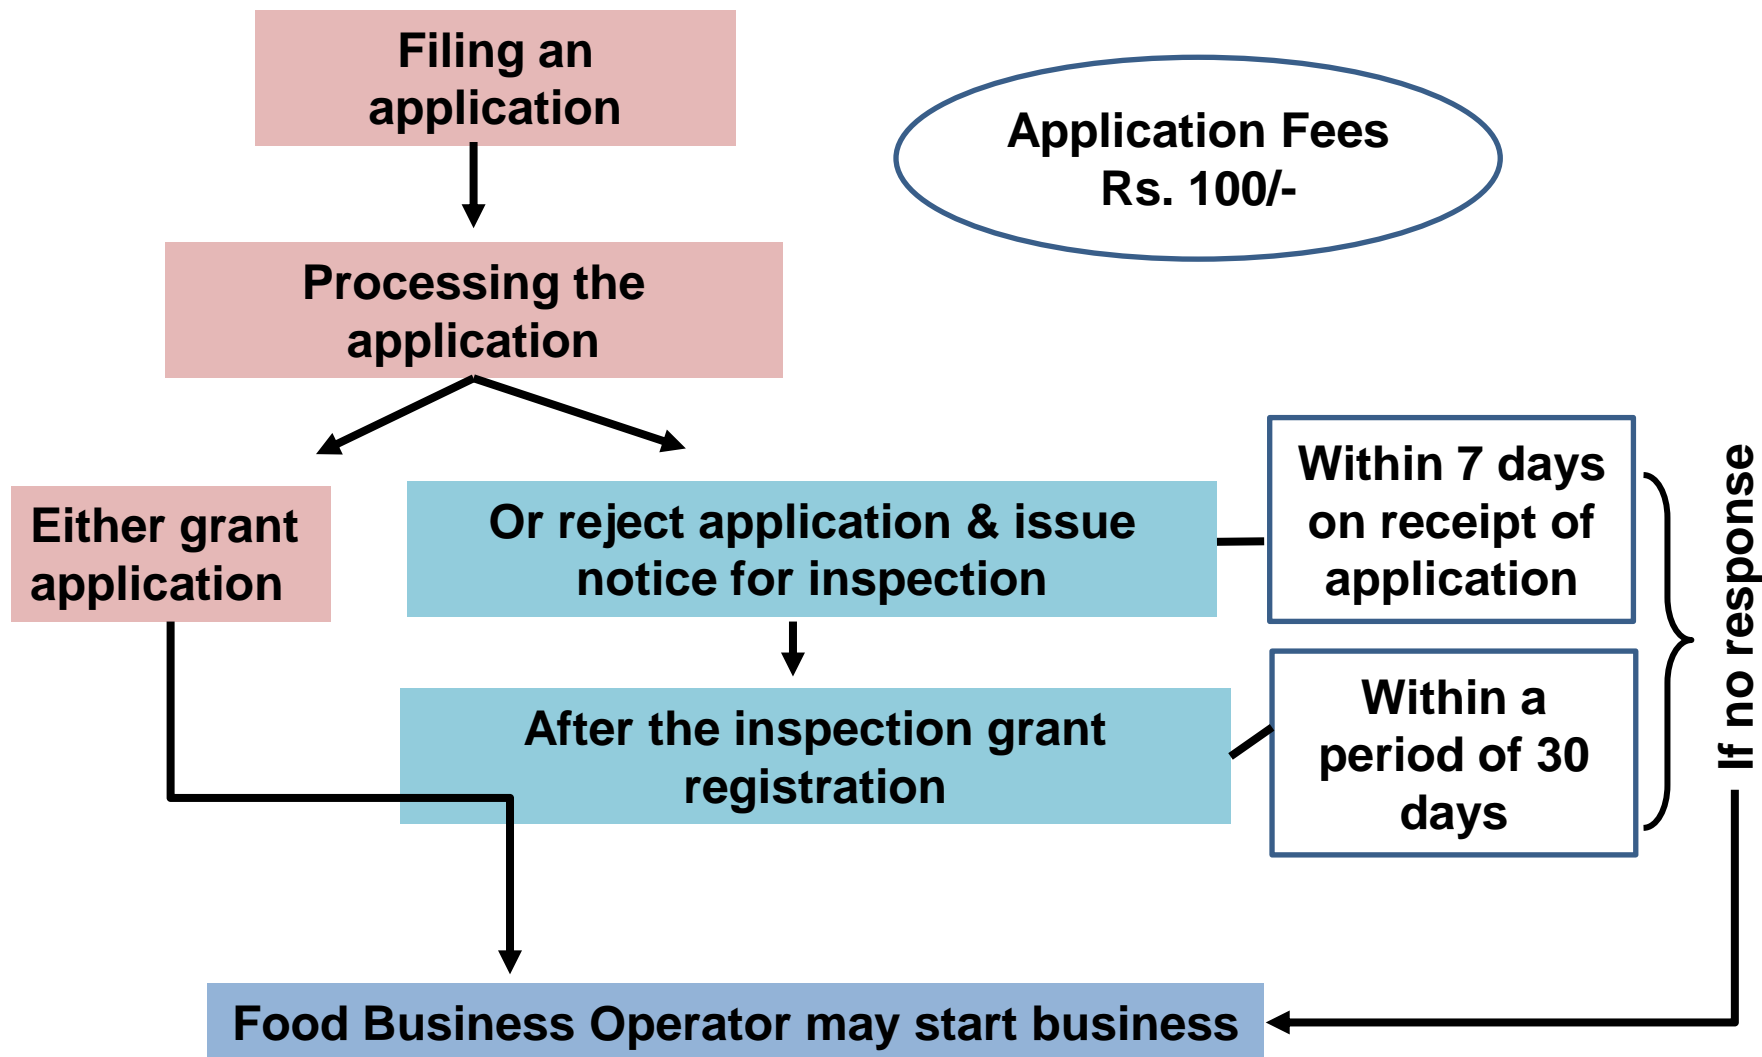 Filing an
application
Application Fees
Rs. 100/-
Processing the
application
Either grant
application
Or reject application & issue
notice for inspection
Within 7 days
on receipt of
application
After the inspection grant
registration
Within a
period of 30
days
If no response
Food Business Operator may start business